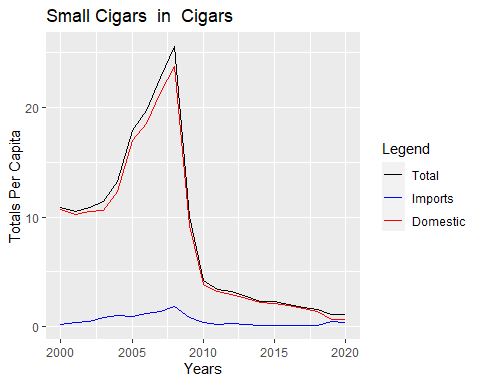 Small Cigars  in  Cigars
Totals Per Capita
20
10
0
2000 2005 2010 2015 2020
Years
Legend
Total
Imports
Domestic